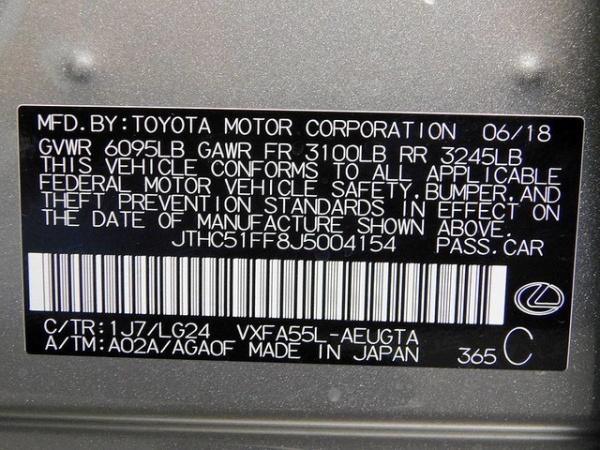 MFD.BY:TOYOTA MOTOR CORPORATION 06/18
GVWR 6095LB GAWR FR 3100LB RR 3245LB
THIS VEHICLE CONFORMS TO ALL APPLICABLE
FEDERAL MOTOR VEHICLE SAFETY,BUMPER,AND
THEFT PREVENTION STANDARDS IN EFFECT ON
THE DATE OF MANUFACTURE SHOWN ABOVE.
JTHC51FF8J5004154 PASS.CAR
C/TR:1J7/LG24 VXFA55L-AEUGTA
A/TM:A02A/AGA0F MADE IN JAPAN 365 C